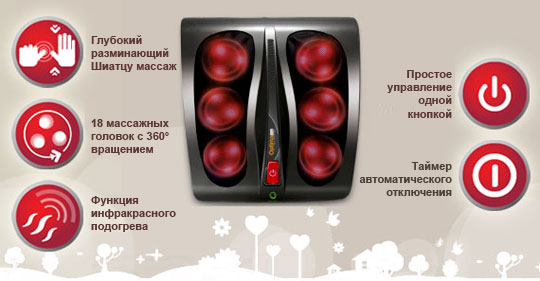 Глубокий
разминающий
Шиатцу массаж
18 массажных
головок с 360°
вращением
Функция
инфракрасного
подогрева
Простое
управление
одной
кнопкой
Таймер
автоматического
отключения